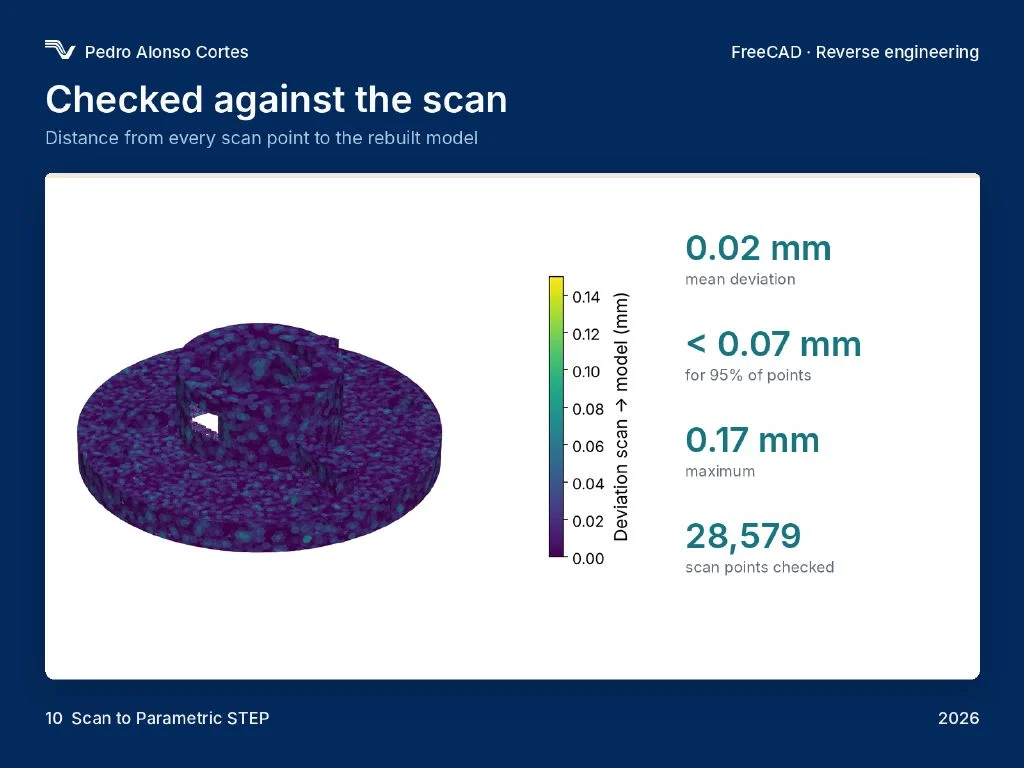 Pedro Alonso Cortes
FreeCAD · Reverse engineering
Checked against the scan
Distance from every scan point to the rebuilt model
0.14
0.12
0.10
0.08
0.06
0.04
0.02
0.00
Deviation scan → model (mm)
0.02 mm
mean deviation
< 0.07 mm
for 95% of points
0.17 mm
maximum
28,579
scan points checked
10 Scan to Parametric STEP
2026